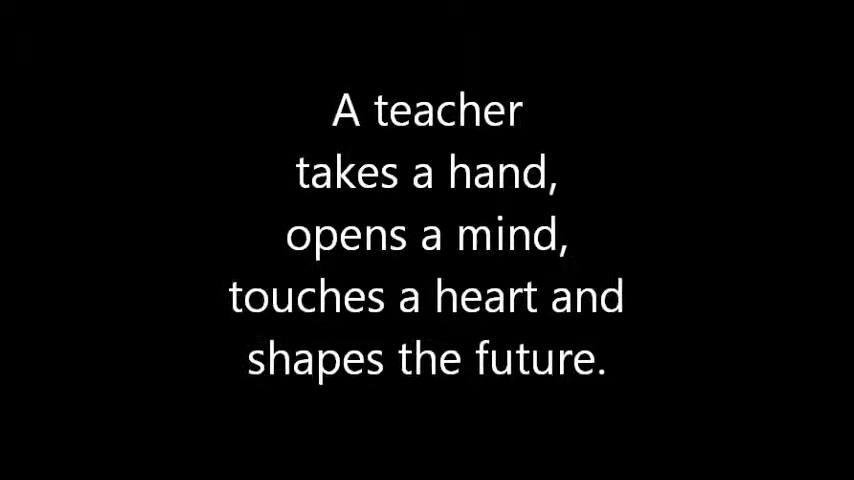 A teacher
takes a hand,
opens a mind,
touches a heart and
shapes the future.